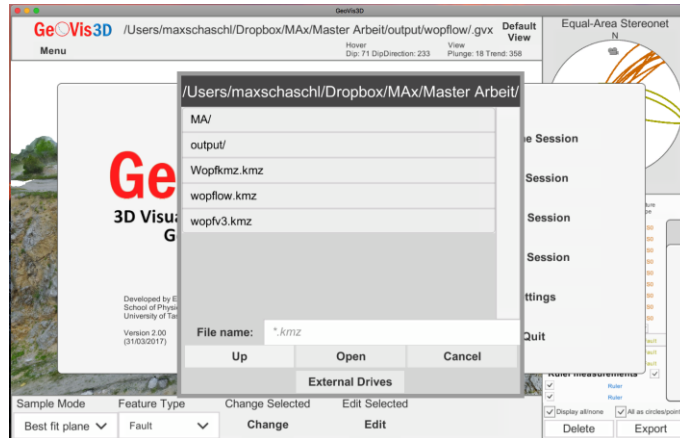 GeoVis3D
GeoVis3D
/Users/maxschaschl/Dropbox/MAx/Master Arbeit/output/wopflow/.gvx
Default
View
Menu
Hover
Dip: 71 DipDirection: 233
View
Plunge: 18 Trend: 358
Equal-Area Stereonet
N
/Users/maxschaschl/Dropbox/MAx/Master Arbeit/
MA/
output/
Wopfkmz.kmz
wopflow.kmz
wopfv3.kmz
File name:
*.kmz
Up
Open
Cancel
External Drives
Ge
3D Visu
G
Developed by E
School of Physi
University of Ta
Version 2.00
(31/03/2017)
e Session
Session
Session
Session
ttings
Quit
Ruler measurements
Ruler
Ruler
Display all/none
All as circles/poin
Delete
Export
Sample Mode
Feature Type
Change Selected
Edit Selected
Best fit plane
Fault
Change
Edit